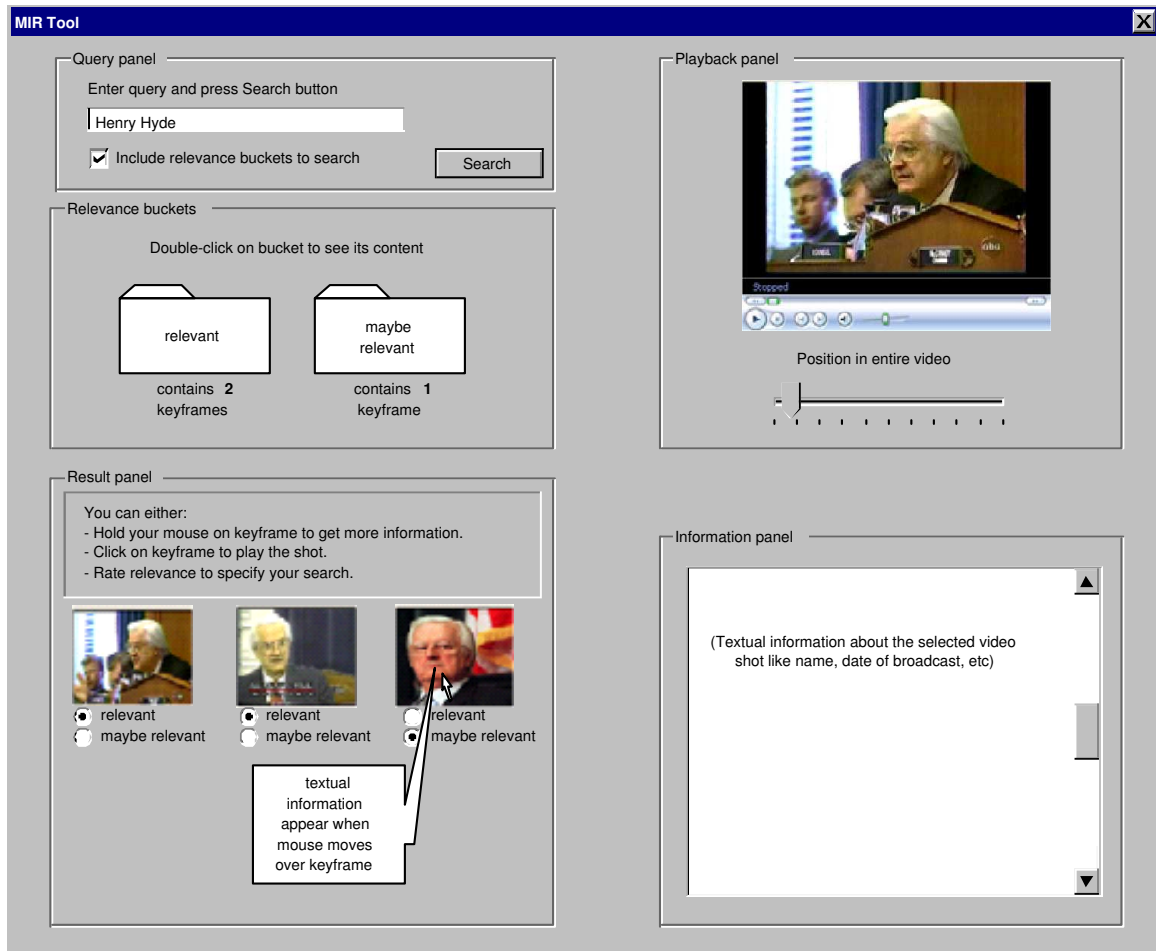 MIR Tool
Query panel
Enter query and press Search button
Henry Hyde
Include relevance buckets to search
Search
Relevance buckets
Double-click on bucket to see its content
relevant
maybe
relevant
contains 2
keyframes
contains 1
keyframe
Result panel
You can either:
- Hold your mouse on keyframe to get more information.
- Click on keyframe to play the shot.
- Rate relevance to specify your search.
relevant
maybe relevant
relevant
maybe relevant
relevant
maybe relevant
textual
information
appear when
mouse moves
over keyframe
Playback panel
abc
Stopped
Position in entire video
Information panel
(Textual information about the selected video
shot like name, date of broadcast, etc)